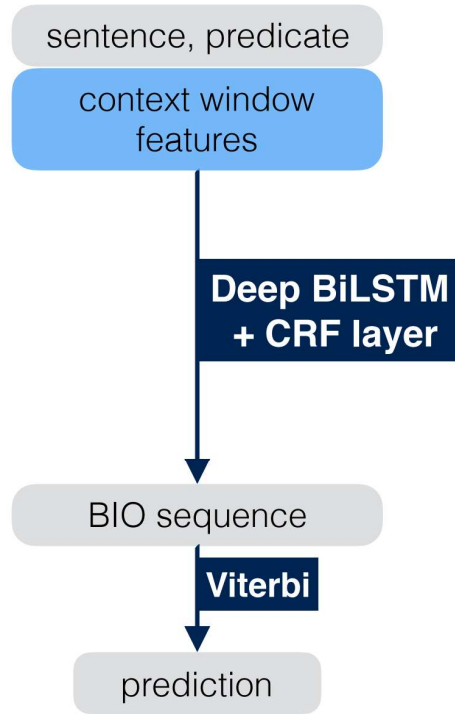 sentence, predicate
context window
features
Deep BiLSTM
+ CRF layer
BIO sequence
Viterbi
prediction